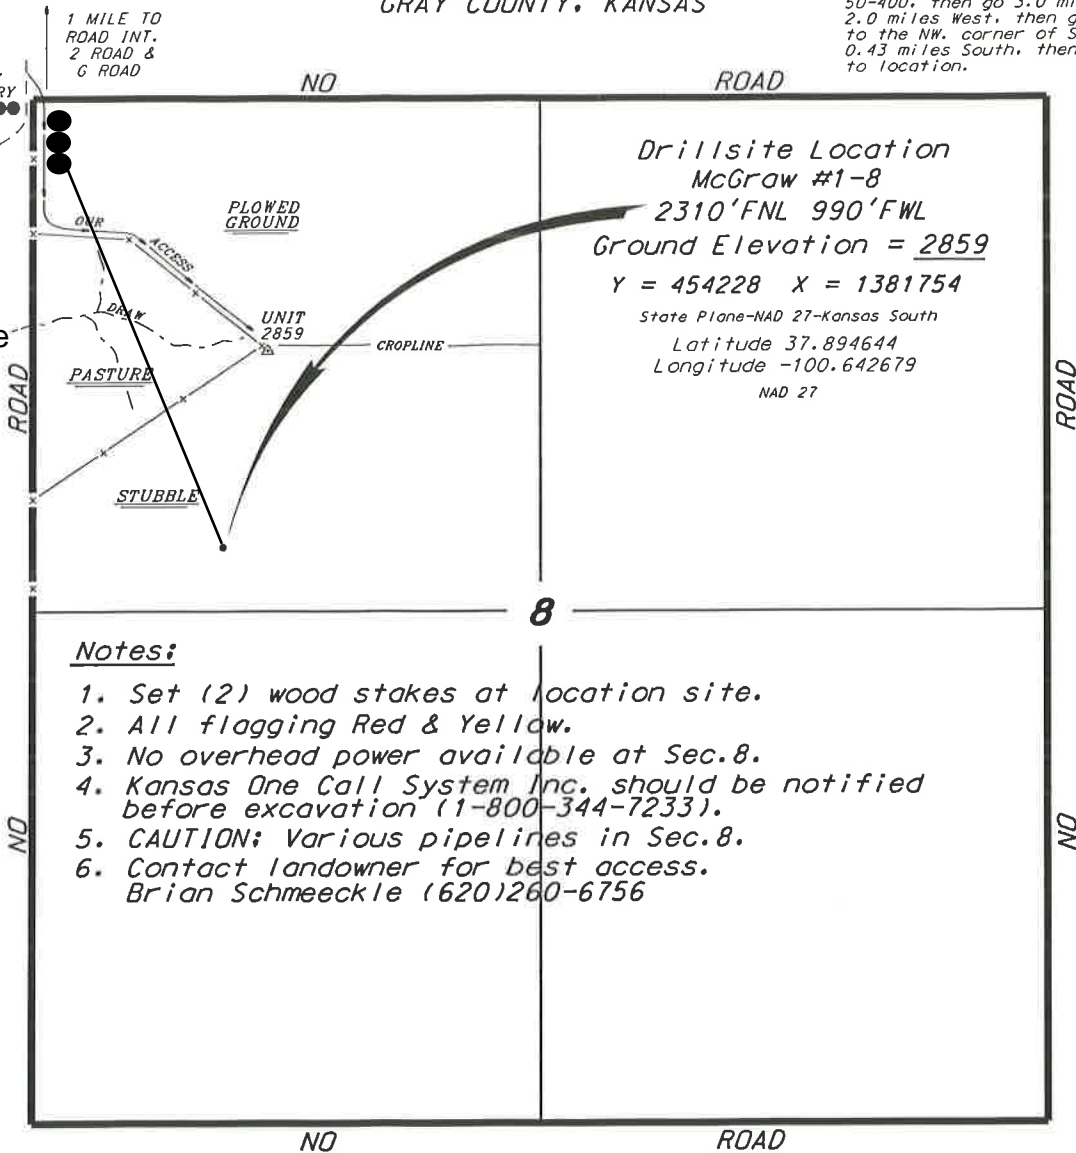 GRAY COUNTY, KANSAS
1 MILE TO
ROAD INT.
2 ROAD &
G ROAD
2.0 miles West, then
to the NW. corner of
0.43 miles South, then
to location.
NO
ROAD
Drillsite Location
McGraw #1-8
2310'FNL 990'FWL
Ground Elevation = 2859
Y = 454228 X = 1381754
State Plane-NAD 27-Kansas South
Latitude 37.894644
Longitude -100.642679
NAD 27
PLOWED
GROUND
OUR
ACCESS
DRAW
UNIT
2859
CROPLINE
PASTURE
STUBBLE
ROAD
ROAD
8
Notes:
1. Set (2) wood stakes at location site.
2. All flagging Red & Yellow.
3. No overhead power available at Sec.8.
4. Kansas One Call System Inc. should be notified
before excavation (1-800-344-7233).
5. CAUTION: Various pipelines in Sec.8.
6. Contact landowner for best access.
Brian Schmeeckle (620)260-6756
NO
NO
NO
ROAD